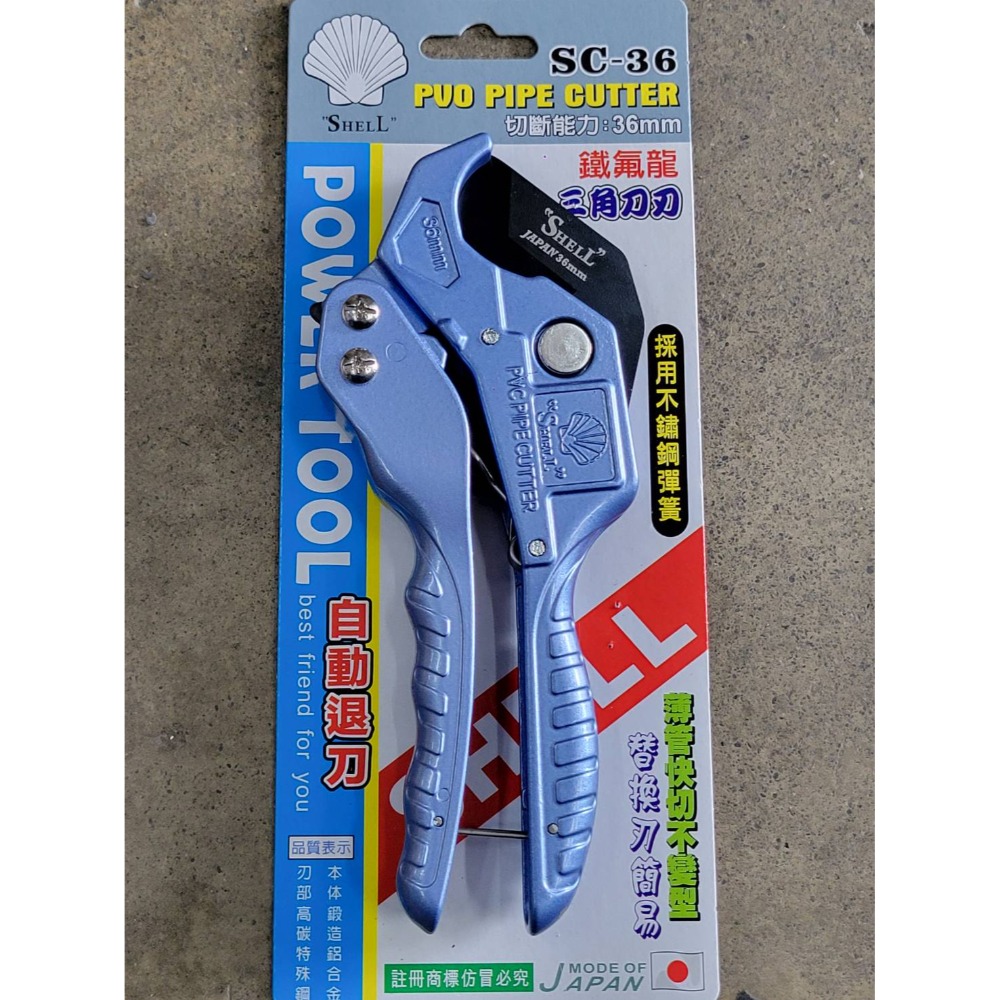 "SHELL"
SC-36
PVO PIPE CUTTER
切斷能力:36mm
鐵氟龍
三角刀刃
"SHELL"
JAPAN 36mm
36mm
PVC PIPE CUTTER
"SHELL"
採用不鏽鋼彈簧
POWER TOOL
best friend for you
自動退刀
SHELL
薄管快切不變型
替換刃簡易
品質表示
本体鍛造鋁合金
刃部高碳特殊鋼
註冊商標仿冒必究
MODE OF
JAPAN